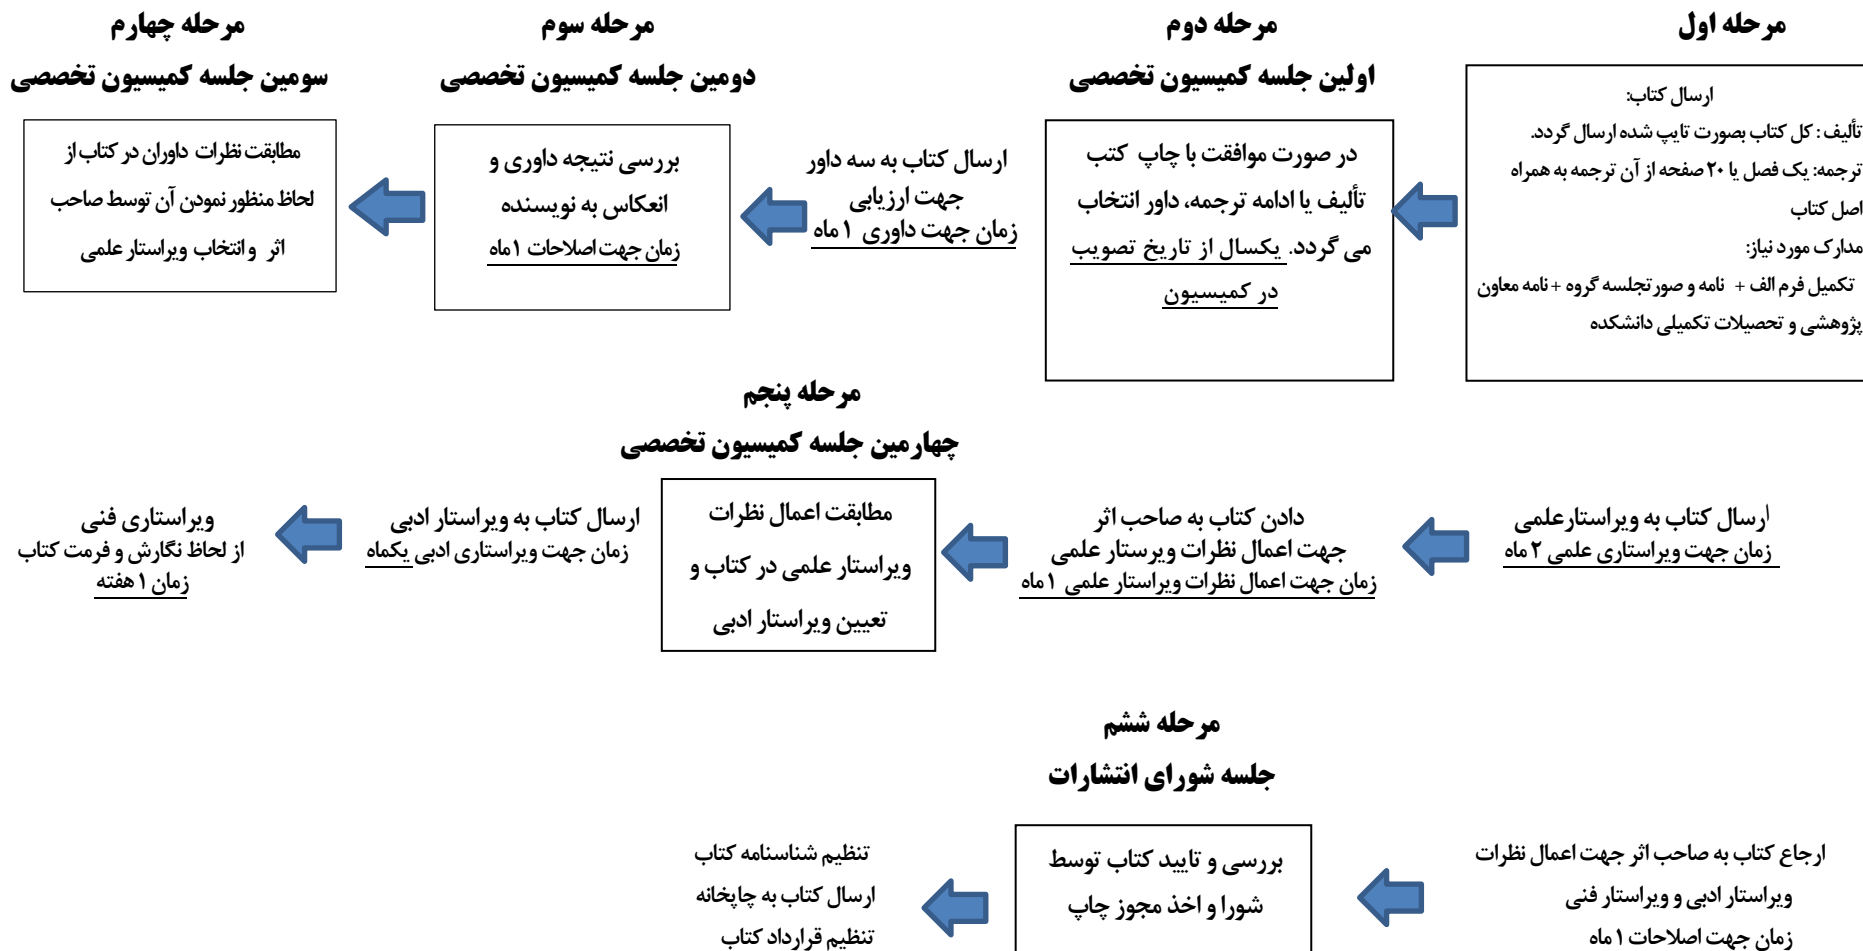 مرحله اول
ارسال کتاب:
تألیف : کل کتاب بصورت تایپ شده ارسال گردد.
ترجمه: یک فصل یا ۲۰ صفحه از آن ترجمه به همراه
اصل کتاب
مدارک مورد نیاز:
تکمیل فرم الف + نامه و صورتجلسه گروه + نامه معاون
پژوهشی و تحصیلات تکمیلی دانشکده
مرحله دوم
اولین جلسه کمیسیون تخصصی
در صورت موافقت با چاپ کتب
تألیف یا ادامه ترجمه، داور انتخاب
می گردد. یکسال از تاریخ تصویب
در کمیسیون
ارسال کتاب به سه داور
جهت ارزیابی
زمان جهت داوری ۱ ماه
مرحله سوم
دومین جلسه کمیسیون تخصصی
بررسی نتیجه داوری و
انعکاس به نویسنده
زمان جهت اصلاحات ۱ ماه
مرحله چهارم
سومین جلسه کمیسیون تخصصی
مطابقت نظرات داوران در کتاب از
لحاظ منظور نمودن آن توسط صاحب
اثر و انتخاب ویراستار علمی
ارسال کتاب به ویراستار علمی
زمان جهت ویراستاری علمی ۲ ماه
دادن کتاب به صاحب اثر
جهت اعمال نظرات ویرستار علمی
زمان جهت اعمال نظرات ویراستار علمی ۱ ماه
مرحله پنجم
چهارمین جلسه کمیسیون تخصصی
مطابقت اعمال نظرات
ویراستار علمی در کتاب و
تعیین ویراستار ادبی
ارسال کتاب به ویراستار ادبی
زمان جهت ویراستاری ادبی یکماه
ویراستاری فنی
از لحاظ نگارش و فرمت کتاب
زمان ۱ هفته
ارجاع کتاب به صاحب اثر جهت اعمال نظرات
ویراستار ادبی و ویراستار فنی
زمان جهت اصلاحات ۱ ماه
مرحله ششم
جلسه شورای انتشارات
بررسی و تایید کتاب توسط
شورا و اخذ مجوز چاپ
تنظیم شناسنامه کتاب
ارسال کتاب به چاپخانه
تنظیم قرارداد کتاب